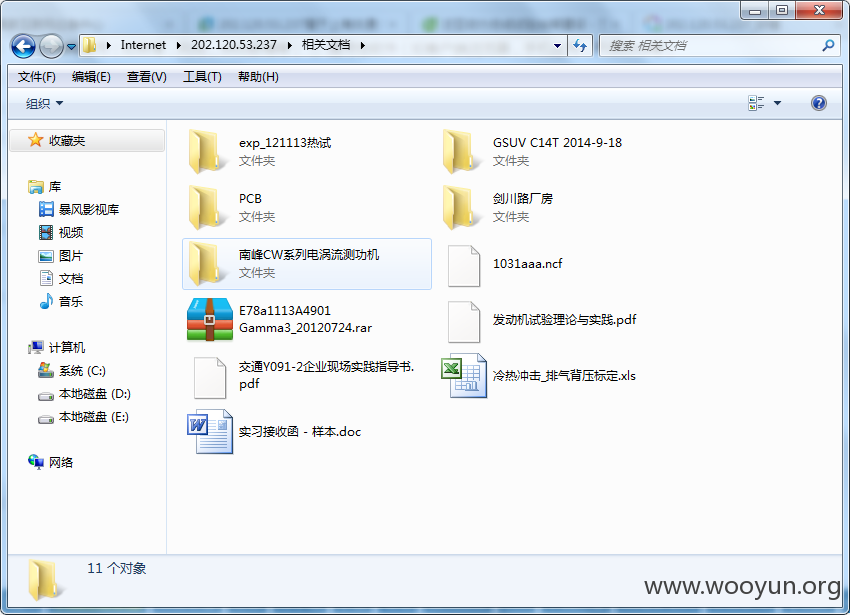 Internet 202.120.53.237 相关文档
搜索 相关文档
文件(F) 编辑(E) 查看(V) 工具(T) 帮助(H)
组织
收藏夹
库
暴风影视库
视频
图片
文档
音乐
计算机
系统 (C:)
本地磁盘 (D:)
本地磁盘 (E:)
网络
exp_121113热试
文件夹
GSUV C14T 2014-9-18
文件夹
PCB
文件夹
剑川路厂房
文件夹
南峰CW系列电涡流测功机
文件夹
1031aaa.ncf
E78a1113A4901
Gamma3_20120724.rar
发动机试验理论与实践.pdf
交通Y091-2企业现场实践指导书.
pdf
冷热冲击_排气背压标定.xls
实习接收函 - 样本.doc
11 个对象
www.wooyun.org